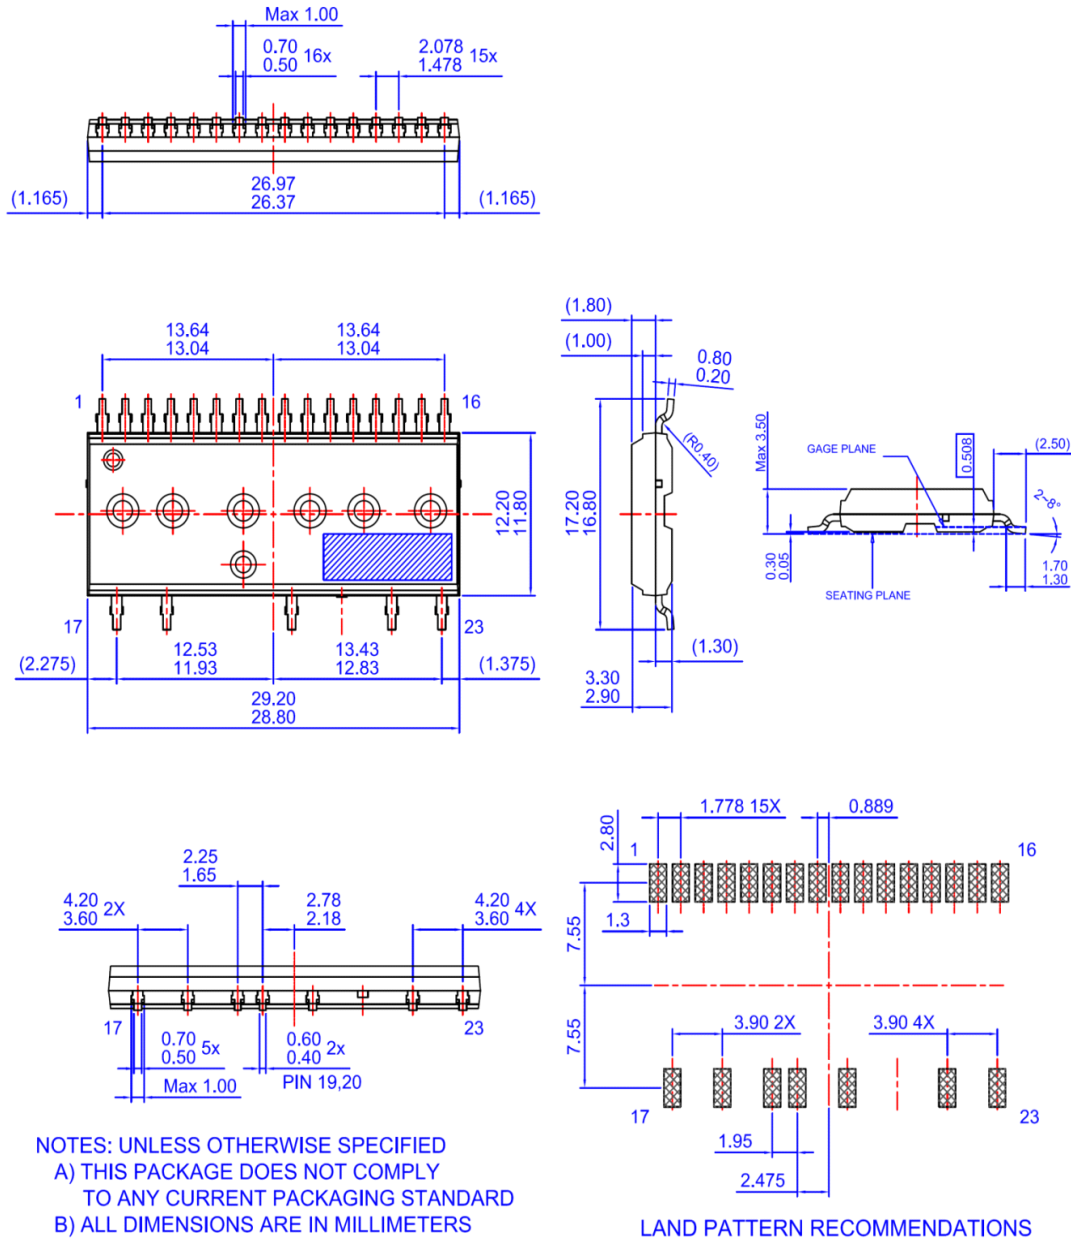 Max 1.00
0.70
0.50 16x
2.078
1.478 15x
(1.165)
26.97
26.37
(1.165)
13.64
13.04
13.64
13.04
1
16
12.20
11.80
17
23
(2.275)
12.53
11.93
13.43
12.83
(1.375)
29.20
28.80
(1.80)
(1.00)
0.80
0.20
(R0.40)
17.20
16.80
(1.30)
3.30
2.90
Max 3.50
GAGE PLANE
0.508
(2.50)
2~8°
0.30
0.05
1.70
1.30
SEATING PLANE
2.25
1.65
4.20
3.60 2X
2.78
2.18
4.20
3.60 4X
17
23
0.70
0.50 5x
0.60
0.40 2x
Max 1.00
PIN 19,20
2.80
1.778 15X
0.889
1
16
1.3
7.55
7.55
3.90 2X
3.90 4X
17
23
1.95
2.475
NOTES: UNLESS OTHERWISE SPECIFIED
A) THIS PACKAGE DOES NOT COMPLY
TO ANY CURRENT PACKAGING STANDARD
B) ALL DIMENSIONS ARE IN MILLIMETERS
LAND PATTERN RECOMMENDATIONS